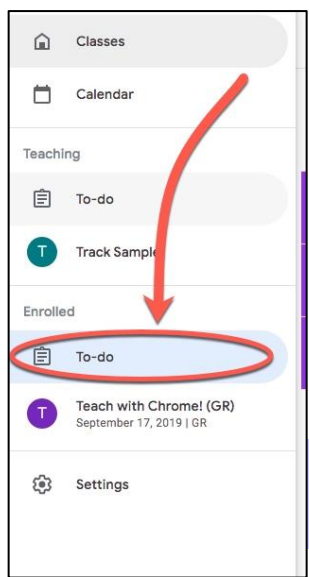 Classes
Calendar
Teaching
To-do
T
Track Sample
Enrolled
To-do
T
Teach with Chrome! (GR)
September 17, 2019 | GR
Settings